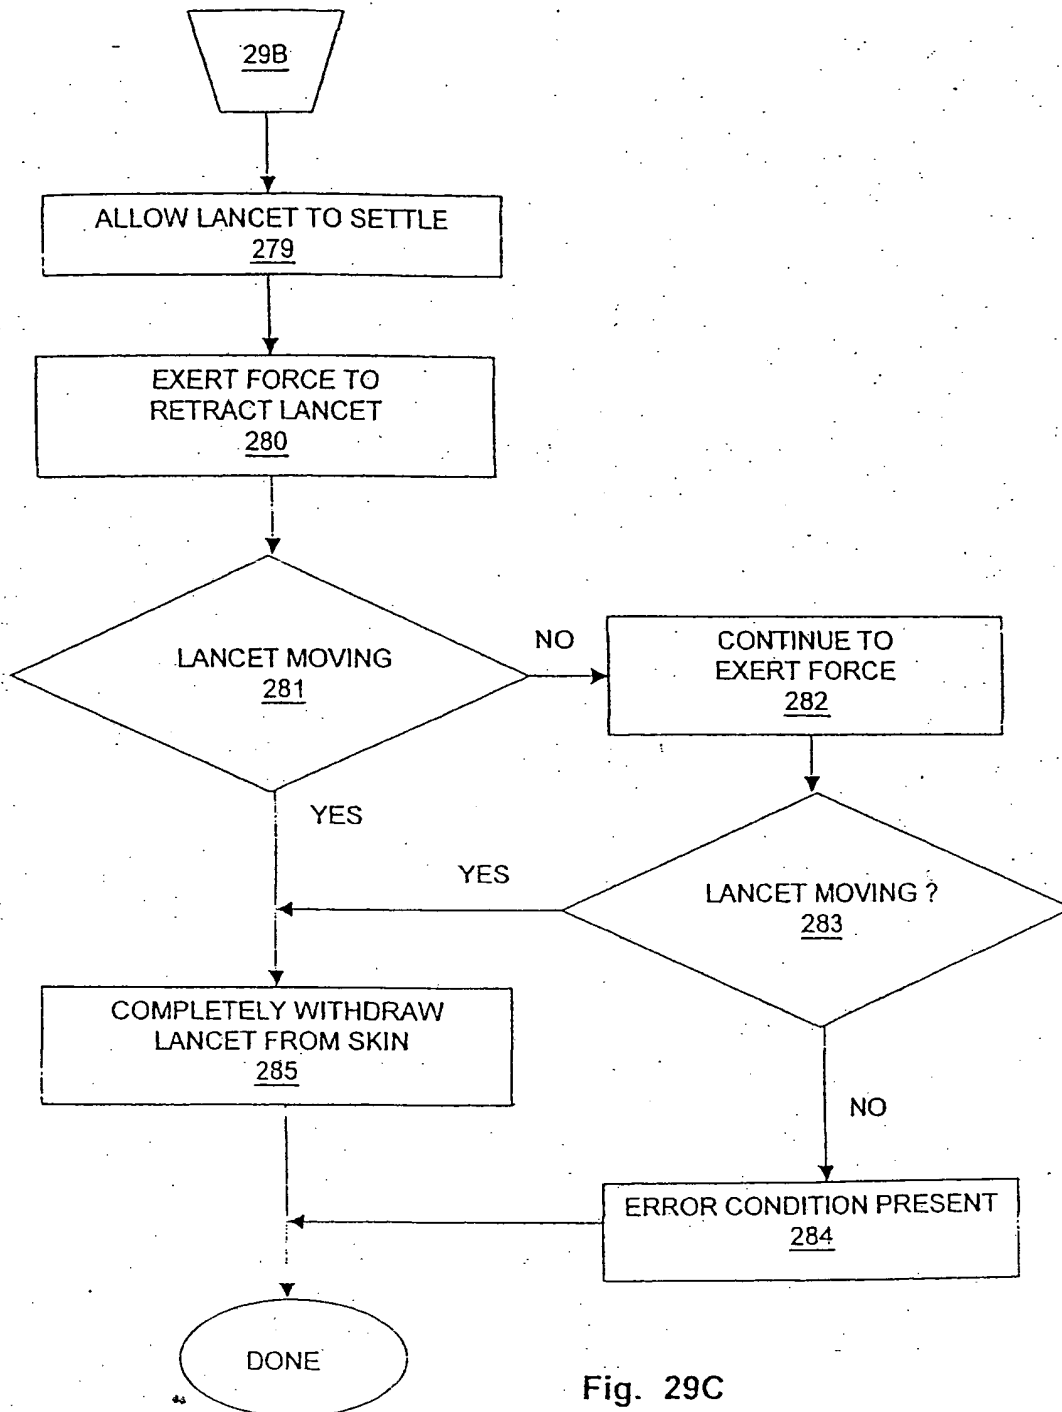 29B
ALLOW LANCET TO SETTLE
279
EXERT FORCE TO
RETRACT LANCET
280
LANCET MOVING
281
NO
CONTINUE TO
EXERT FORCE
282
YES
YES
LANCET MOVING ?
283
COMPLETELY WITHDRAW
LANCET FROM SKIN
285
NO
ERROR CONDITION PRESENT
284
DONE
Fig. 29C